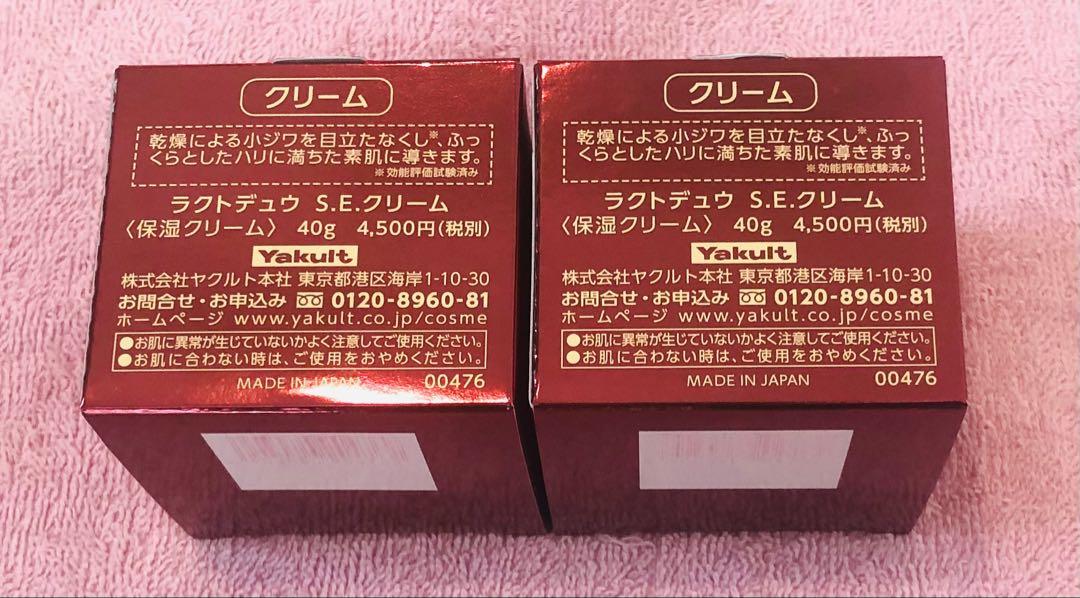 クリーム
乾燥による小ジワを目立たなくし※、ふっ
くらとしたハリに満ちた素肌に導きます。
※効能評価試験済み
ラクトデュウ S.E.クリーム
〈保湿クリーム〉 40g 4,500円(税別)
Yakult
株式会社ヤクルト本社 東京都港区海岸1-10-30
お問合せ・お申込み 0120-8960-81
ホームページ www.yakult.co.jp/cosme
●お肌に異常が生じていないかよく注意してご使用ください。
●お肌に合わない時は、ご使用をおやめください。
MADE IN JAPAN 00476
クリーム
乾燥による小ジワを目立たなくし※、ふっ
くらとしたハリに満ちた素肌に導きます。
※効能評価試験済み
ラクトデュウ S.E.クリーム
〈保湿クリーム〉 40g 4,500円(税別)
Yakult
株式会社ヤクルト本社 東京都港区海岸1-10-30
お問合せ・お申込み 0120-8960-81
ホームページ www.yakult.co.jp/cosme
●お肌に異常が生じていないかよく注意してご使用ください。
●お肌に合わない時は、ご使用をおやめください。
MADE IN JAPAN 00476